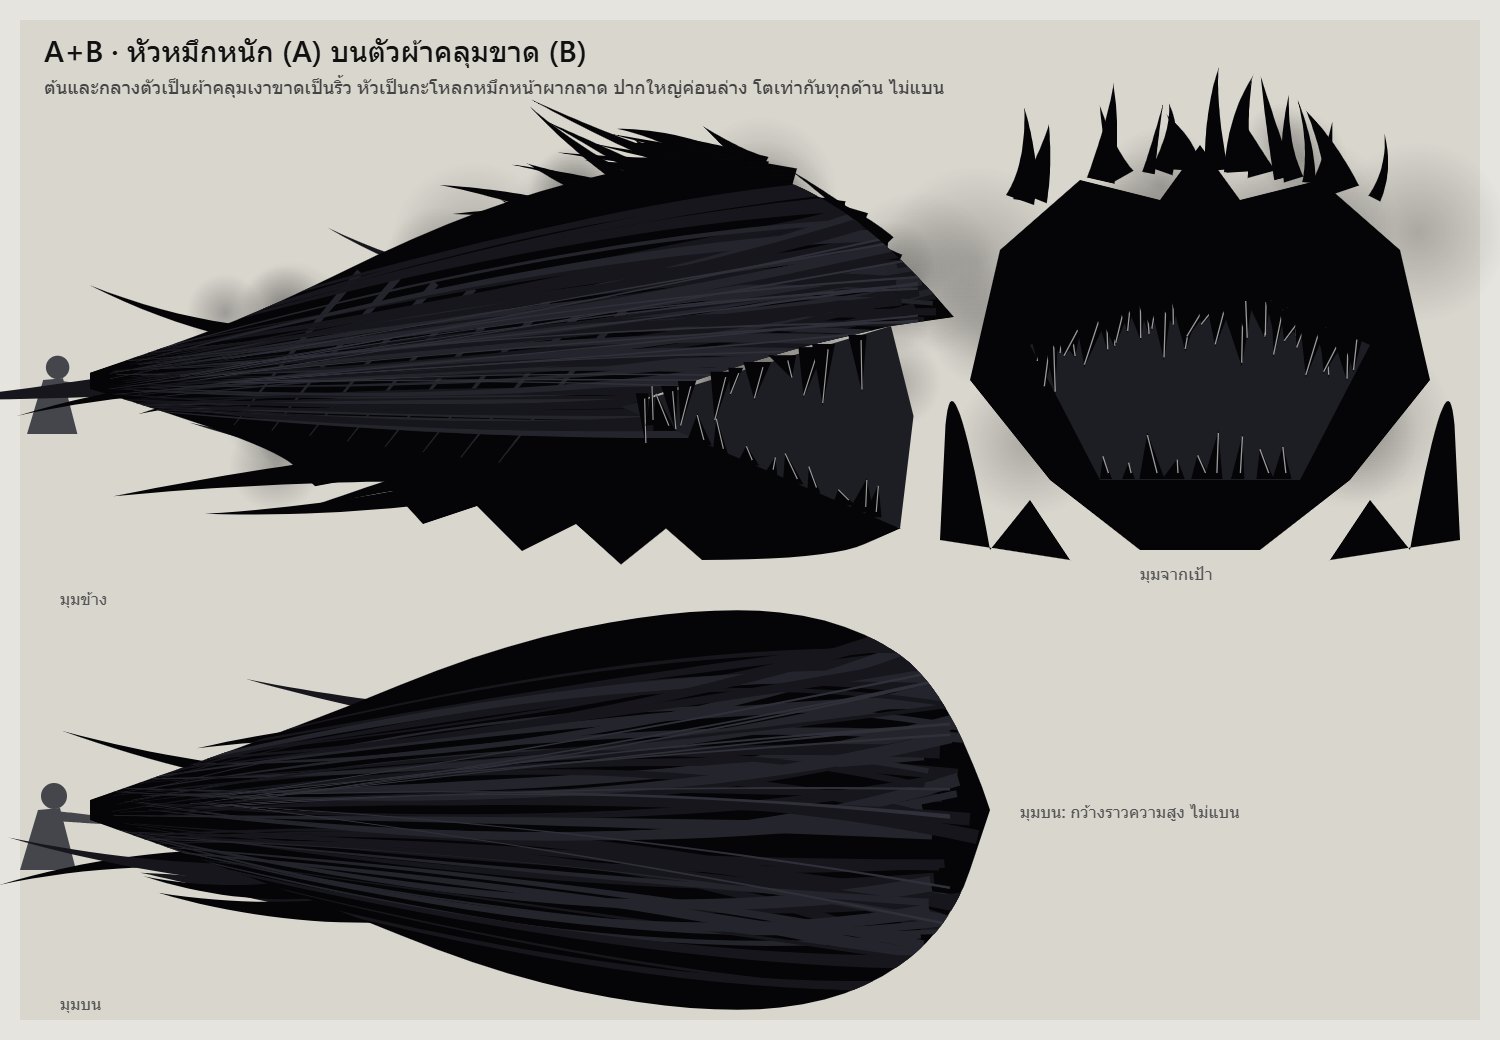 A+B · หัวหมึกหนัก (A) บนตัวผ้าคลุมขาด (B)
ต้นและกลางตัวเป็นผ้าคลุมเงาขาดเป็นริ้ว หัวเป็นกะโหลกหมึกหน้าผากลาด ปากใหญ่ค่อนล่าง โตเท่ากันทุกด้าน ไม่แบน
มุมจากเป้า
มุมข้าง
มุมบน: กว้างราวความสูง ไม่แบน
มุมบน